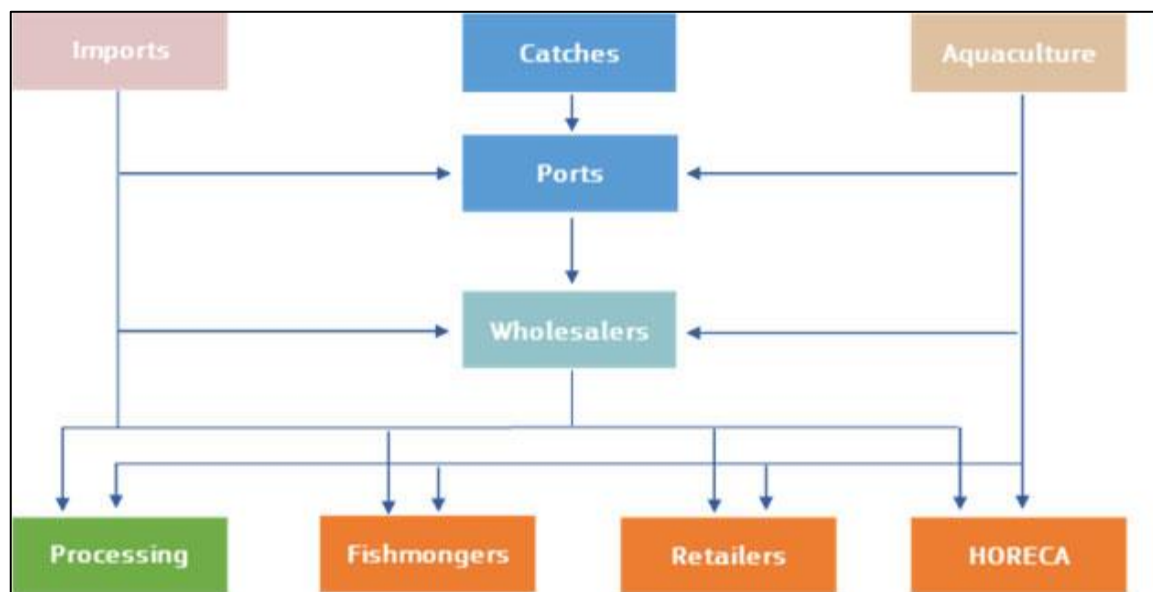 Imports
Catches
Aquaculture
Ports
Wholesalers
Processing
Fishmongers
Retailers
HORECA